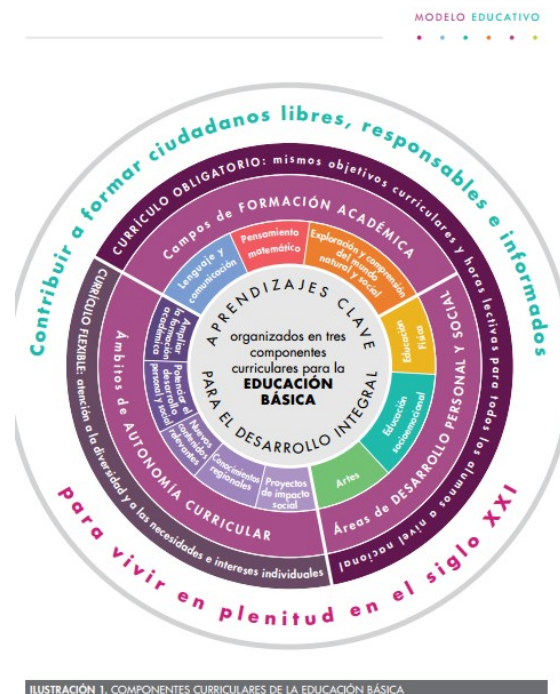 MODELO EDUCATIVO
Contribuir a formar ciudadanos libres, responsables e informados
para vivir en plenitud en el siglo XXI
CURRÍCULO OBLIGATORIO: mismos objetivos curriculares y horas lectivas para todos los alumnos a nivel nacional
CURRÍCULO FLEXIBLE: atención a la diversidad y a las necesidades e intereses individuales
Campos de FORMACIÓN ACADÉMICA
Lenguaje y
comunicación
Pensamiento
matemático
Exploración y comprensión
del mundo
natural y social
Áreas de DESARROLLO PERSONAL Y SOCIAL
Educación
Física
Educación
socioemocional
Artes
Ámbitos de AUTONOMÍA CURRICULAR
Ampliar
la formación
académica
Potenciar el
desarrollo
personal y social
Nuevos
contenidos
relevantes
Conocimientos
regionales
Proyectos
de impacto
social
APRENDIZAJES CLAVE
PARA EL DESARROLLO INTEGRAL
organizados en tres
componentes
curriculares para la
EDUCACIÓN
BÁSICA
ILUSTRACIÓN 1. COMPONENTES CURRICULARES DE LA EDUCACIÓN BÁSICA